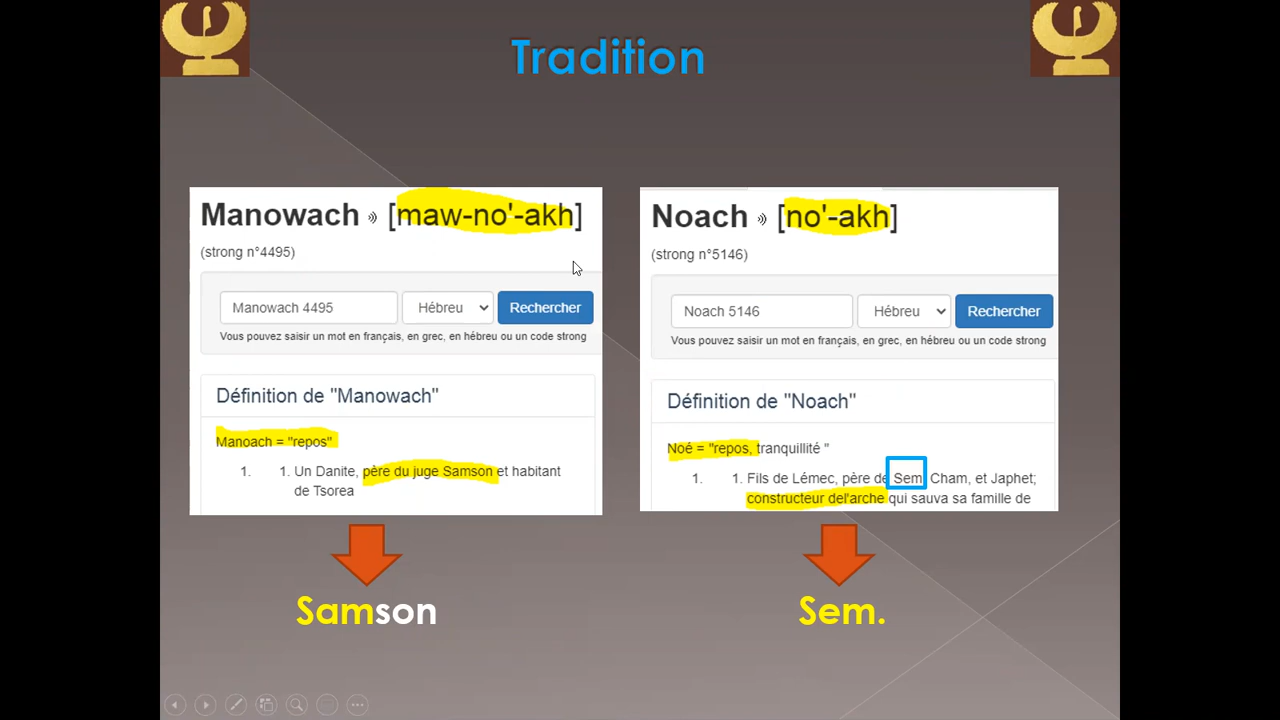 Tradition
Manowach [maw-no'-akh]
(strong n°4495)
Manowach 4495 Hébreu Rechercher
Vous pouvez saisir un mot en français, en grec, en hébreu ou un code strong
Définition de "Manowach"
Manoach = "repos"
1. 1. Un Danite, père du juge Samson et habitant
de Tsorea
Samson
Noach [no'-akh]
(strong n°5146)
Noach 5146 Hébreu Rechercher
Vous pouvez saisir un mot en français, en grec, en hébreu ou un code strong
Définition de "Noach"
Noé = "repos, tranquillité "
1. 1. Fils de Lémec, père de Sem, Cham, et Japhet;
constructeur del'arche qui sauva sa famille de
Sem.